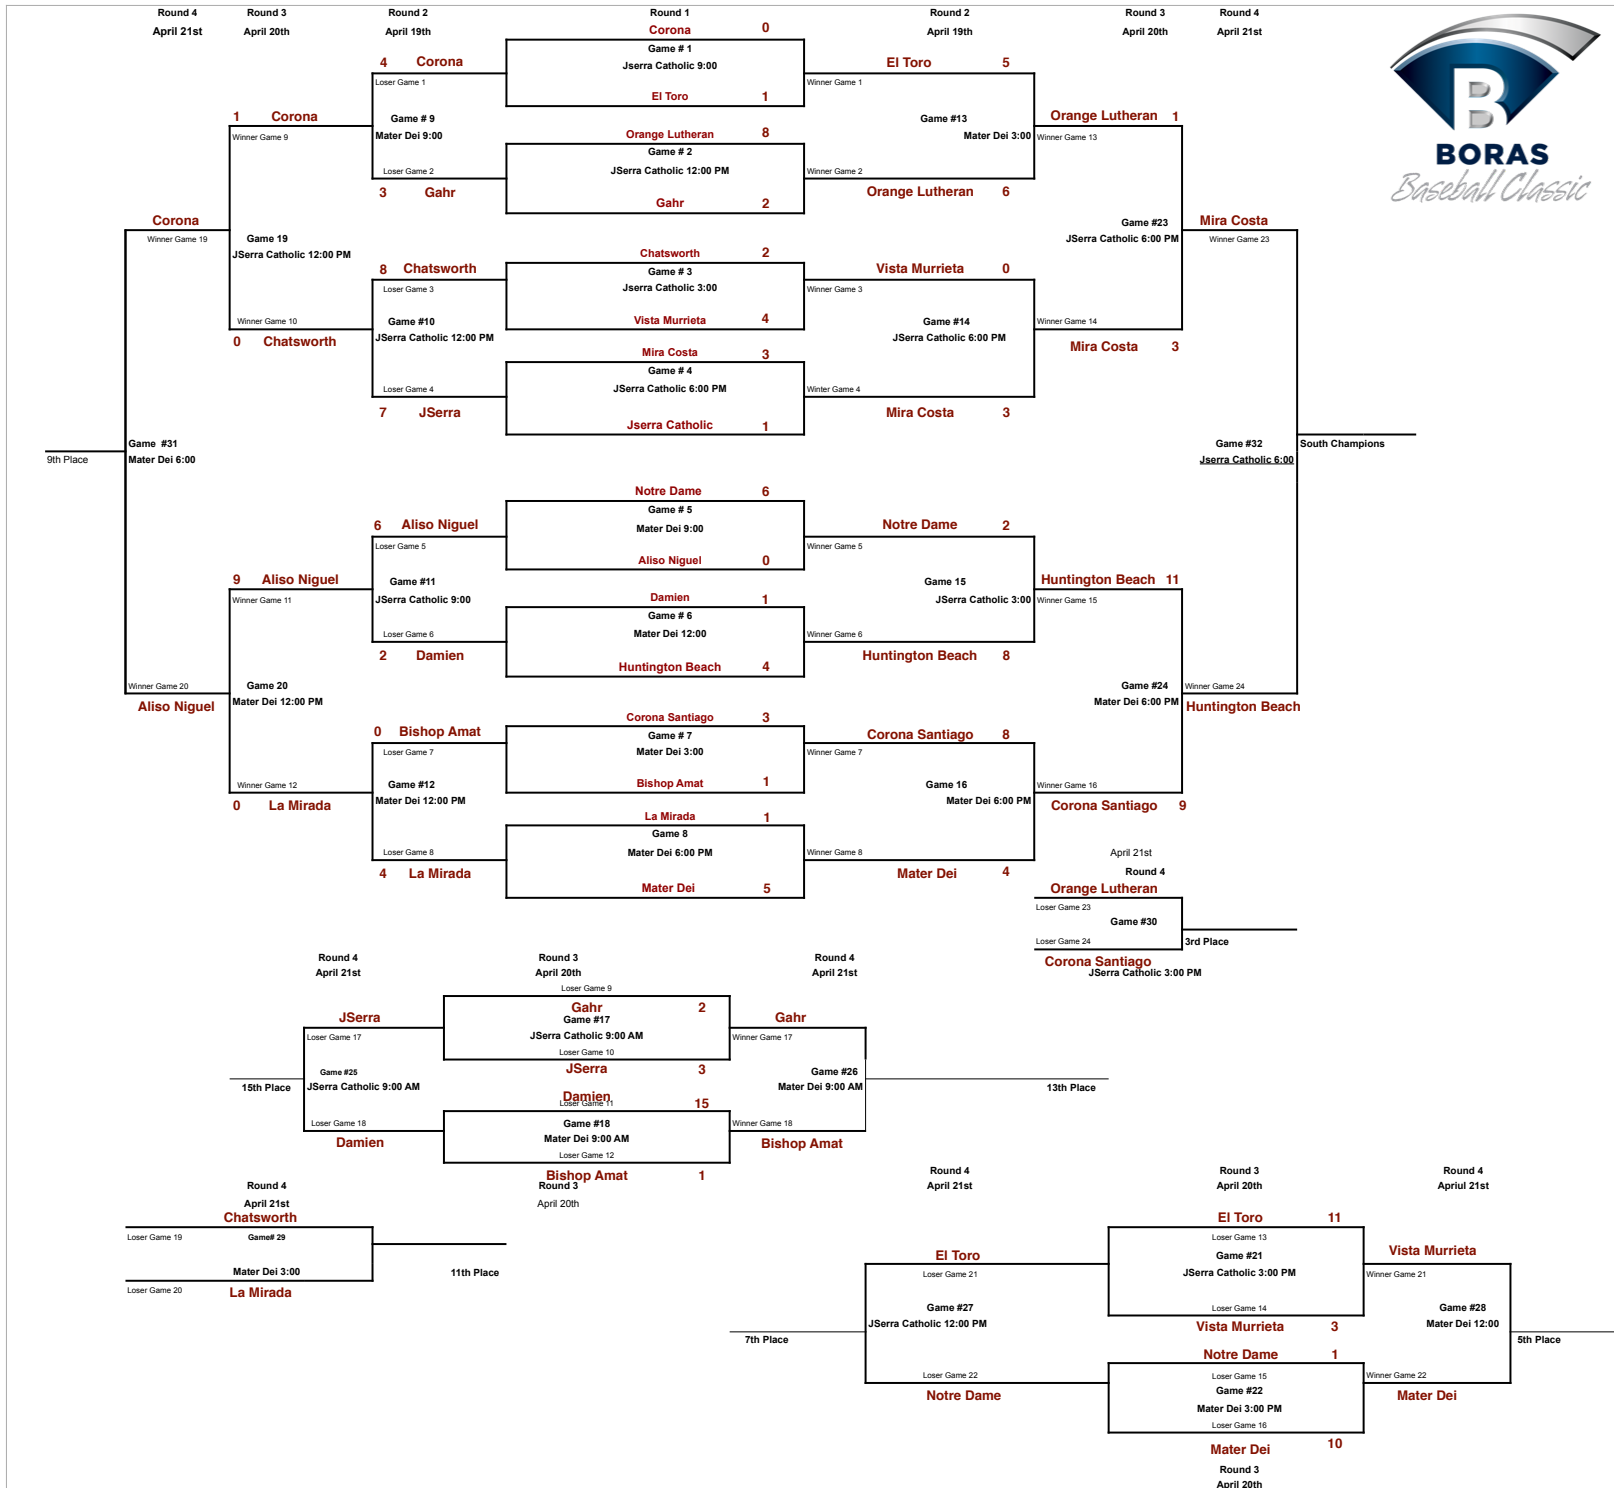 Round 4 Round 3 Round 2 Round 1 Round 2 Round 3 Round 4
April 21st April 20th April 19th April 19th April 20th April 21st
Corona 0
Game # 1
Jserra Catholic 9:00
El Toro 1
4 Corona
Loser Game 1
El Toro 5
Winner Game 1
Game # 9
Mater Dei 9:00
1 Corona
Winner Game 9
Game #13
Mater Dei 3:00
Orange Lutheran 1
Winner Game 13
Orange Lutheran 8
Game # 2
JSerra Catholic 12:00 PM
Gahr 2
Loser Game 2
3 Gahr
Winner Game 2
Orange Lutheran 6
BORAS
Baseball Classic
Corona
Winner Game 19
Game 19
JSerra Catholic 12:00 PM
Game #23
JSerra Catholic 6:00 PM
Mira Costa
Winner Game 23
Chatsworth 2
Game # 3
Jserra Catholic 3:00
Vista Murrieta 4
8 Chatsworth
Loser Game 3
Vista Murrieta 0
Winner Game 3
Winner Game 10
0 Chatsworth
Game #10
JSerra Catholic 12:00 PM
Game #14
JSerra Catholic 6:00 PM
Winner Game 14
Mira Costa 3
Mira Costa 3
Game # 4
JSerra Catholic 6:00 PM
Jserra Catholic 1
Loser Game 4
7 JSerra
Winter Game 4
Mira Costa 3
9th Place
Game #31
Mater Dei 6:00
Game #32
Jserra Catholic 6:00
South Champions
Notre Dame 6
Game # 5
Mater Dei 9:00
Aliso Niguel 0
6 Aliso Niguel
Loser Game 5
Notre Dame 2
Winner Game 5
9 Aliso Niguel
Winner Game 11
Game #11
JSerra Catholic 9:00
Game 15
JSerra Catholic 3:00
Huntington Beach 11
Winner Game 15
Damien 1
Game # 6
Mater Dei 12:00
Huntington Beach 4
Loser Game 6
2 Damien
Winner Game 6
Huntington Beach 8
Winner Game 20
Aliso Niguel
Game 20
Mater Dei 12:00 PM
Game #24
Mater Dei 6:00 PM
Winner Game 24
Huntington Beach
Corona Santiago 3
Game # 7
Mater Dei 3:00
Bishop Amat 1
0 Bishop Amat
Loser Game 7
Corona Santiago 8
Winner Game 7
Winner Game 12
0 La Mirada
Game #12
Mater Dei 12:00 PM
Game 16
Mater Dei 6:00 PM
Winner Game 16
Corona Santiago 9
La Mirada 1
Game 8
Mater Dei 6:00 PM
Mater Dei 5
Loser Game 8
4 La Mirada
Winner Game 8
Mater Dei 4
April 21st
Round 4
Orange Lutheran
Loser Game 23
Game #30
Loser Game 24
3rd Place
Corona Santiago
JSerra Catholic 3:00 PM
Round 4 Round 3 Round 4
April 21st April 20th April 21st
Loser Game 9
Gahr 2
Game #17
JSerra Catholic 9:00 AM
Loser Game 10
JSerra 3
JSerra
Loser Game 17
Gahr
Winner Game 17
Game #25
JSerra Catholic 9:00 AM
15th Place
Game #26
Mater Dei 9:00 AM
13th Place
Damien 15
Loser Game 11
Game #18
Mater Dei 9:00 AM
Loser Game 12
Bishop Amat 1
Loser Game 18
Damien
Winner Game 18
Bishop Amat
Round 3
April 20th
Round 4
April 21st
Chatsworth
Loser Game 19
Game# 29
Mater Dei 3:00
11th Place
Loser Game 20
La Mirada
Round 4 Round 3 Round 4
April 21st April 20th Apriul 21st
El Toro 11
Loser Game 13
Game #21
JSerra Catholic 3:00 PM
Loser Game 14
Vista Murrieta 3
El Toro
Loser Game 21
Vista Murrieta
Winner Game 21
Game #27
JSerra Catholic 12:00 PM
7th Place
Game #28
Mater Dei 12:00
5th Place
Notre Dame 1
Loser Game 15
Game #22
Mater Dei 3:00 PM
Loser Game 16
Mater Dei 10
Loser Game 22
Notre Dame
Winner Game 22
Mater Dei
Round 3
April 20th